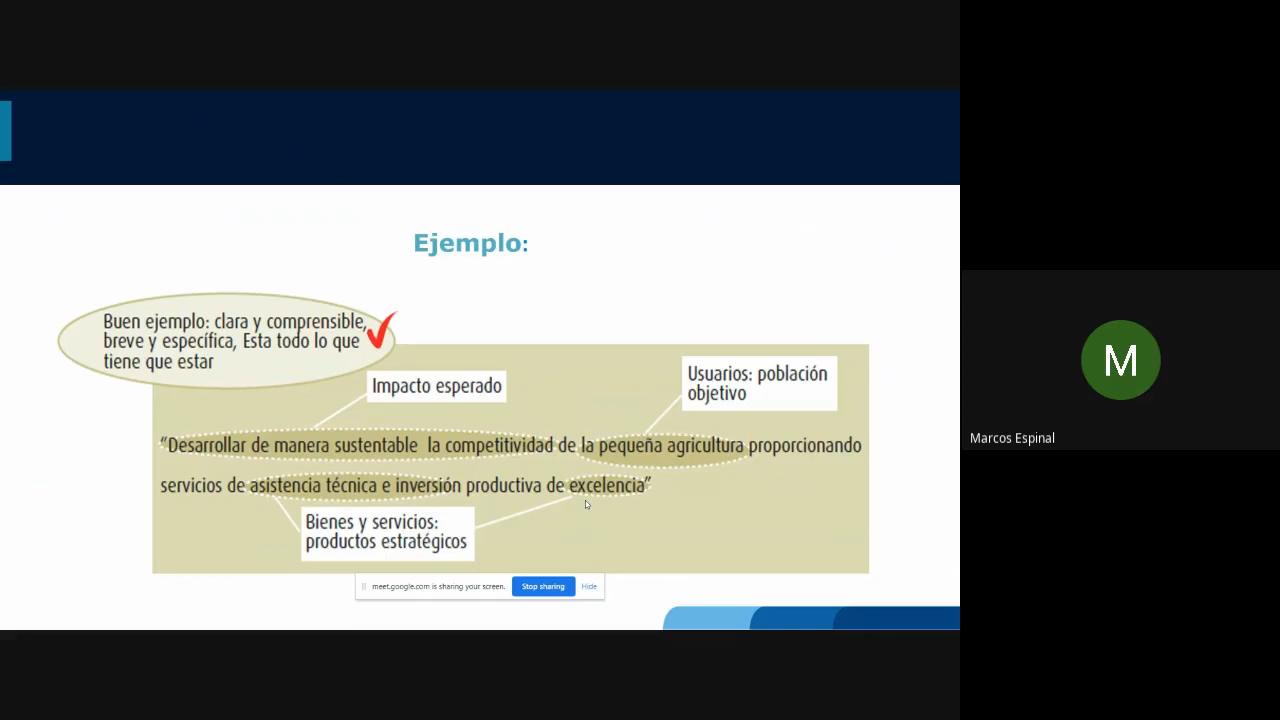 Ejemplo:
Buen ejemplo: clara y comprensible,
breve y específica, Esta todo lo que
tiene que estar
Impacto esperado
Usuarios: población
objetivo
“Desarrollar de manera sustentable la competitividad de la pequeña agricultura proporcionando
servicios de asistencia técnica e inversión productiva de excelencia”
Bienes y servicios:
productos estratégicos
meet.google.com is sharing your screen. Stop sharing Hide
M
Marcos Espinal